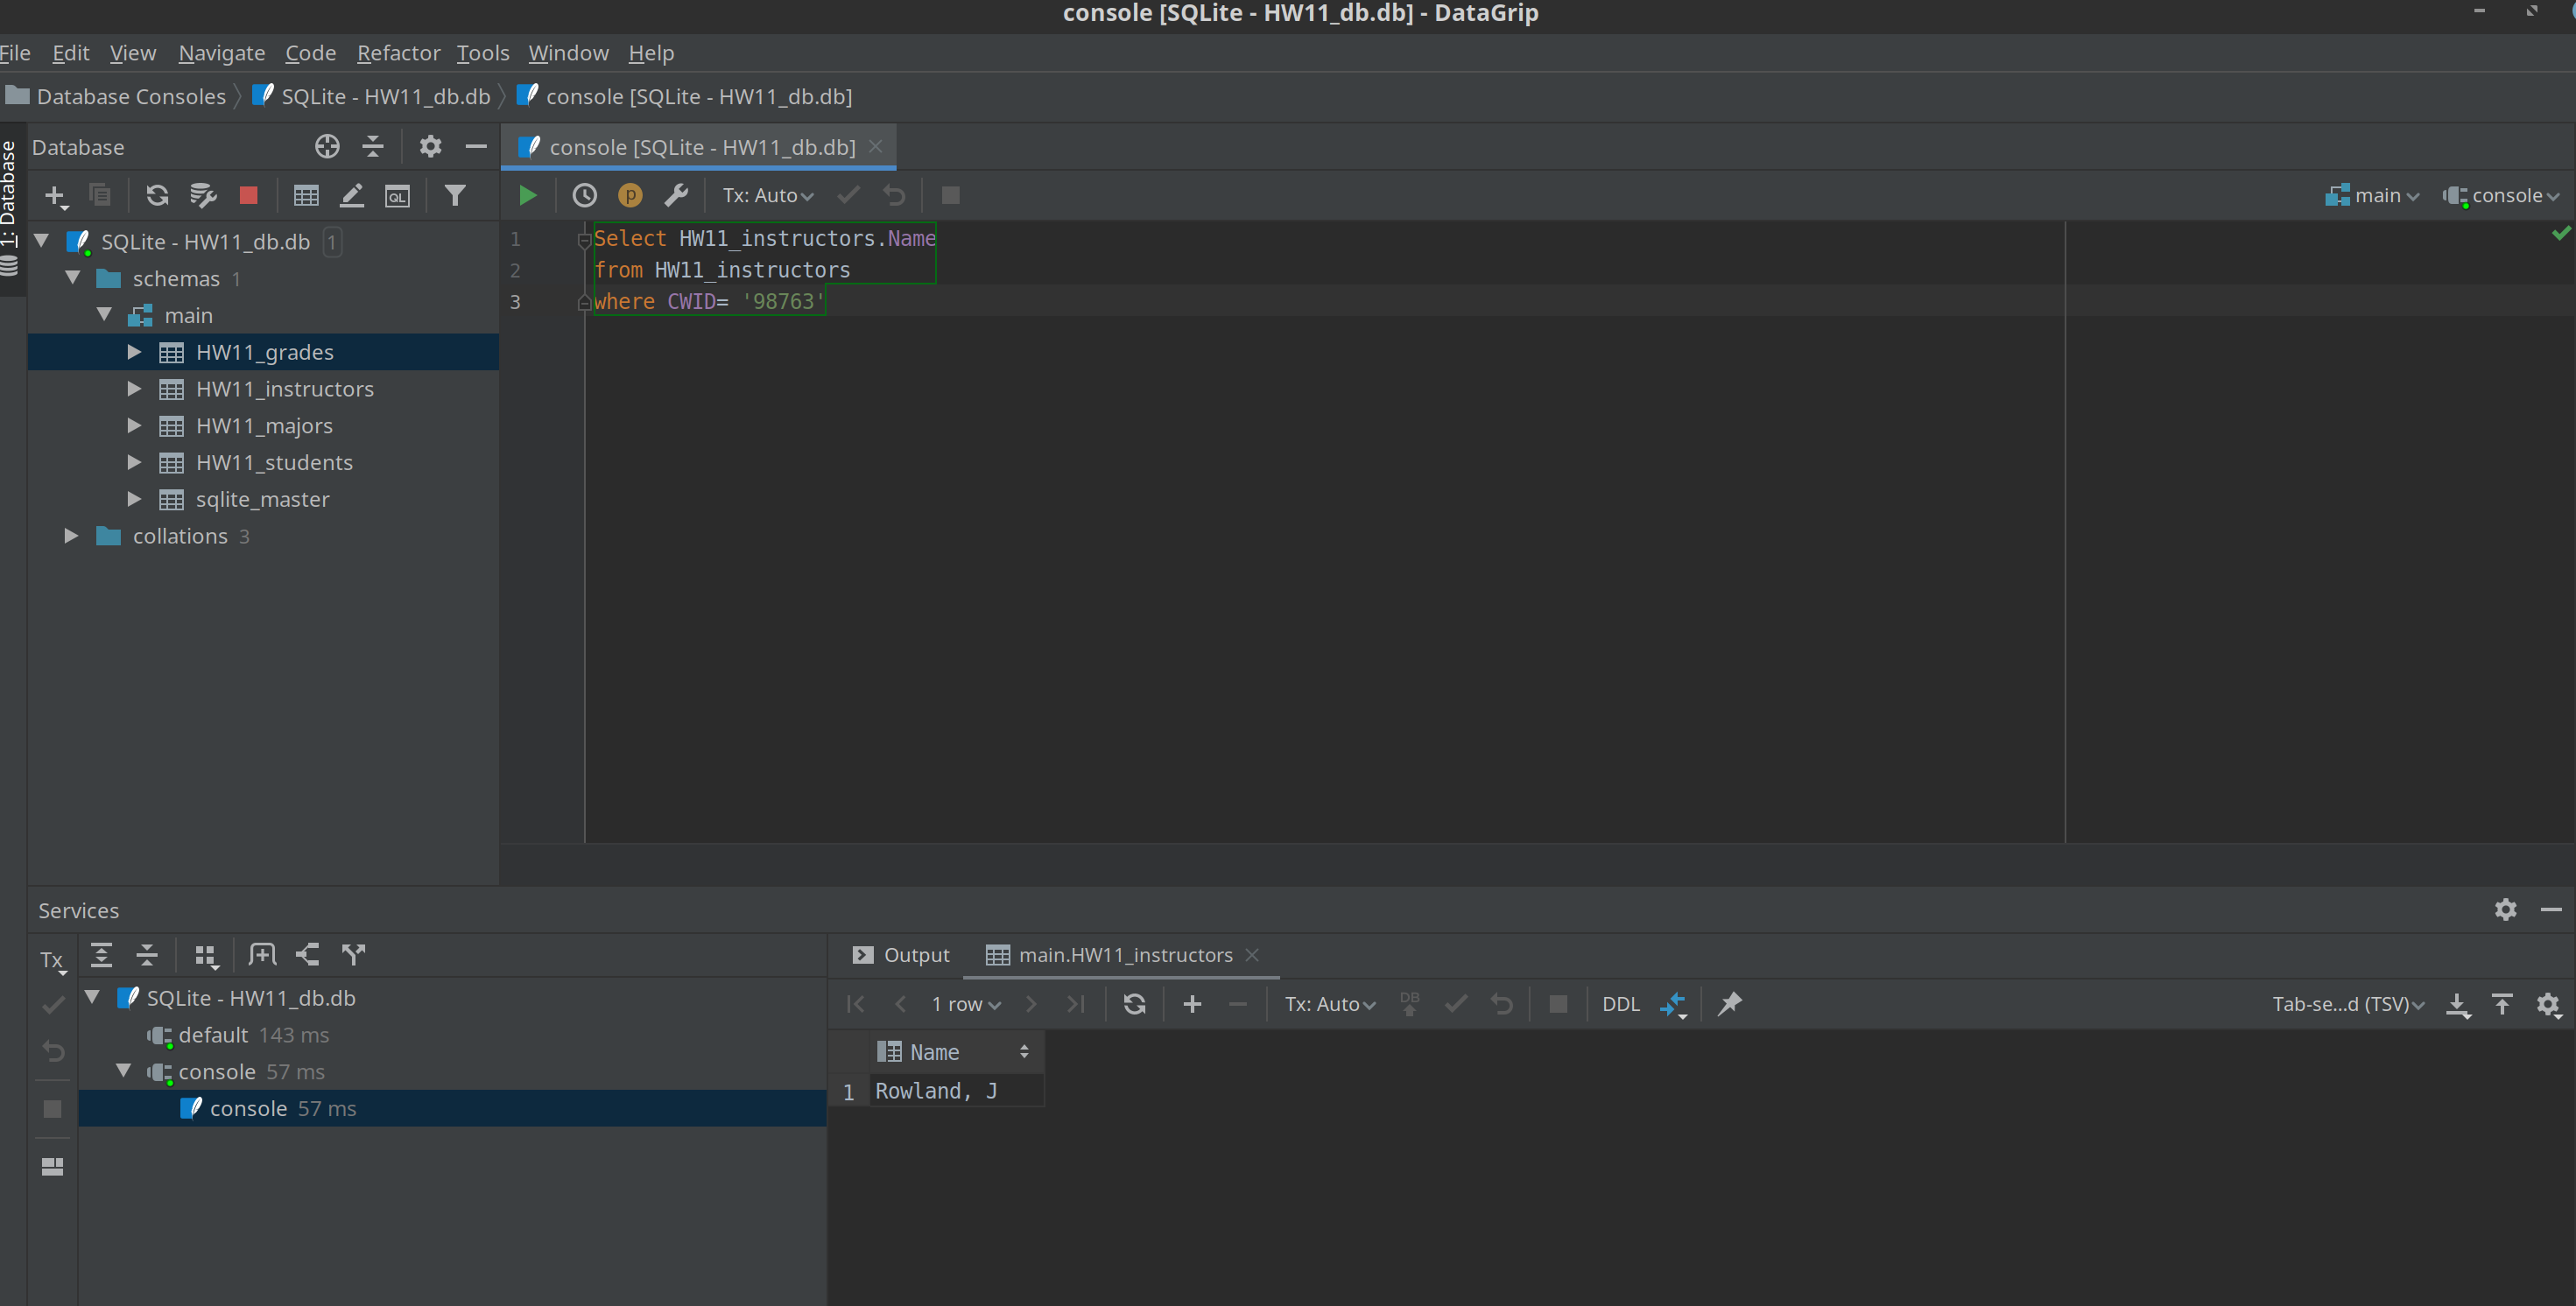 console [SQLite - HW11_db.db] - DataGrip
File Edit View Navigate Code Refactor Tools Window Help
Database Consoles SQLite - HW11_db.db console [SQLite - HW11_db.db]
1: Database
Database
console [SQLite - HW11_db.db]
QL
p
Tx: Auto
main
console
SQLite - HW11_db.db 1
schemas 1
main
HW11_grades
HW11_instructors
HW11_majors
HW11_students
sqlite_master
collations 3
1 Select HW11_instructors.Name
2 from HW11_instructors
3 where CWID= '98763'
Services
Tx
SQLite - HW11_db.db
default 143 ms
console 57 ms
console 57 ms
Output main.HW11_instructors
1 row Tx: Auto DB DDL Tab-se...d (TSV)
Name
1 Rowland, J